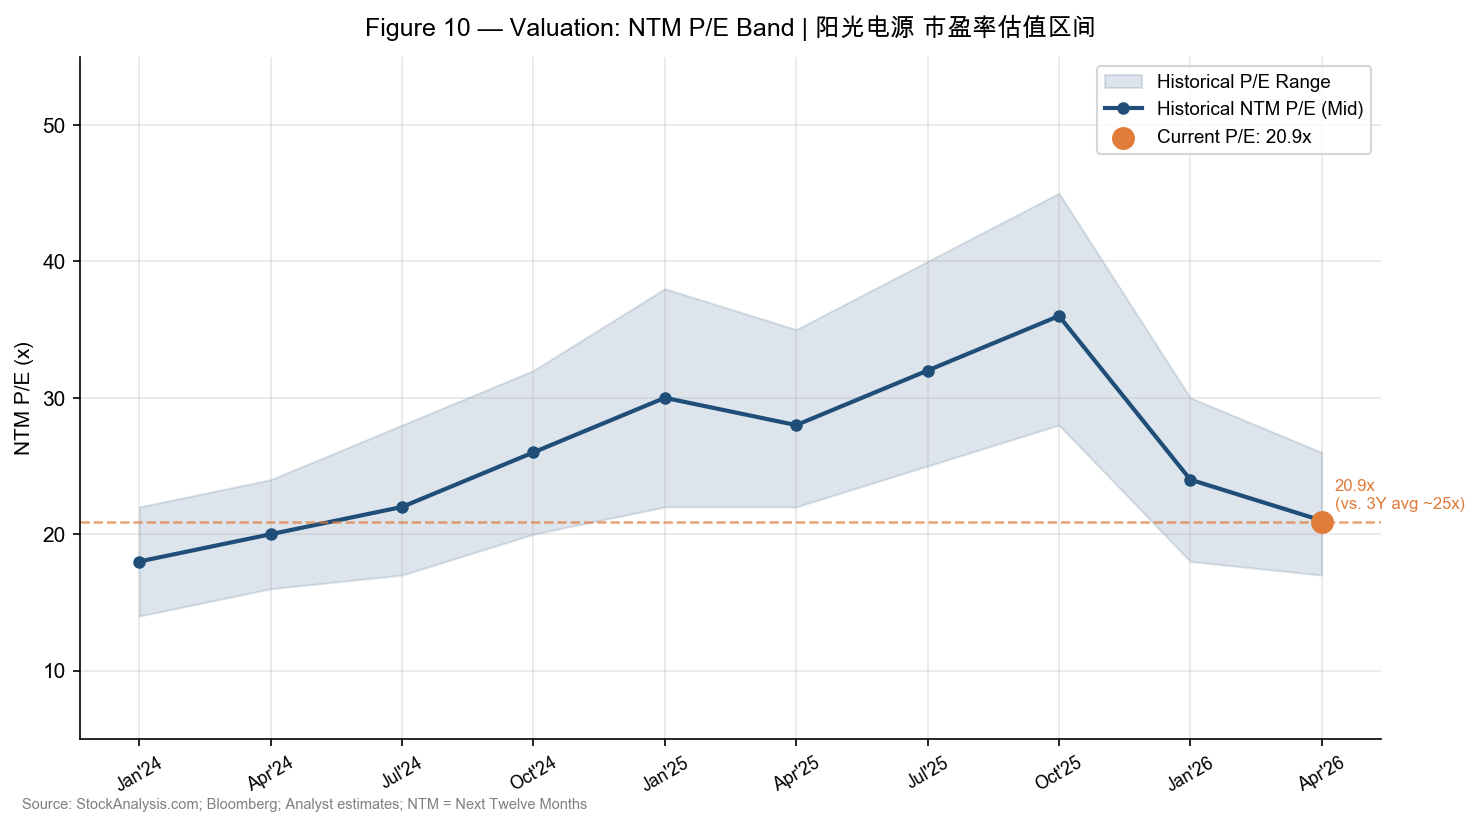 Figure 10 — Valuation: NTM P/E Band | 阳光电源 市盈率估值区间
Historical P/E Range
Historical NTM P/E (Mid)
Current P/E: 20.9x
NTM P/E (x)
50
40
30
20
10
20.9x
(vs. 3Y avg ~25x)
Jan'24
Apr'24
Jul'24
Oct'24
Jan'25
Apr'25
Jul'25
Oct'25
Jan'26
Apr'26
Source: StockAnalysis.com; Bloomberg; Analyst estimates; NTM = Next Twelve Months